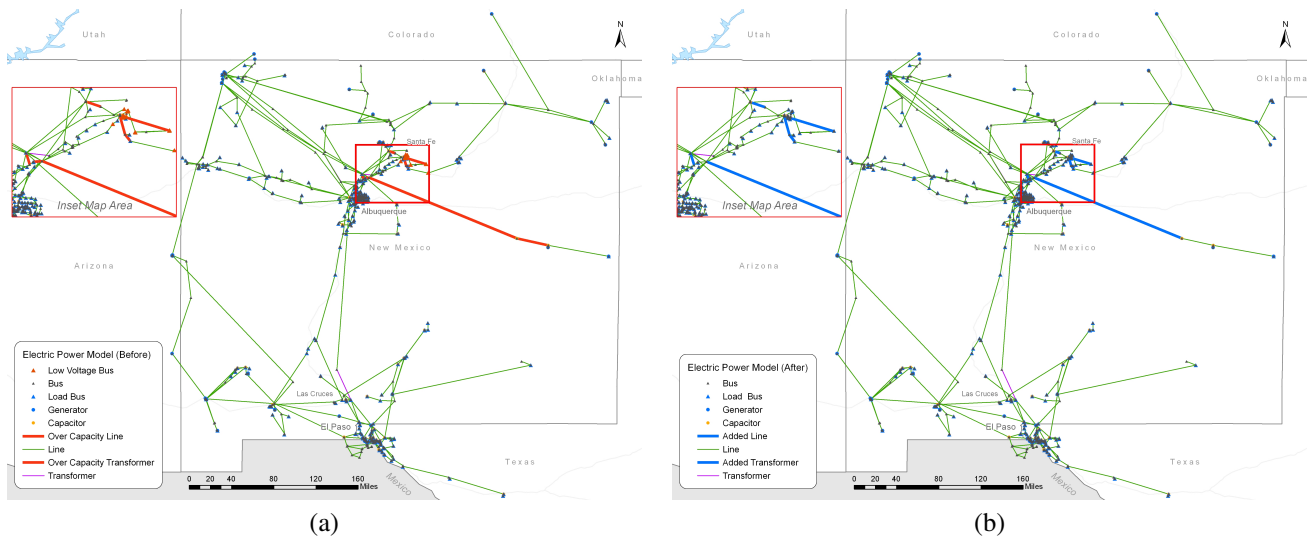 Utah
Colorado
N
Oklahoma
Santa Fe
Inset Map Area
Albuquerque
New Mexico
Arizona
Electric Power Model (Before)
Low Voltage Bus
Bus
Load Bus
Generator
Capacitor
Over Capacity Line
Line
Over Capacity Transformer
Transformer
Las Cruces
El Paso
Texas
Mexico
0 20 40 80 120 160
Miles
(a)
Utah
Colorado
N
Oklahoma
Santa Fe
Inset Map Area
Albuquerque
New Mexico
Arizona
Electric Power Model (After)
Bus
Load Bus
Generator
Capacitor
Added Line
Line
Added Transformer
Transformer
Las Cruces
El Paso
Texas
Mexico
0 20 40 80 120 160
Miles
(b)